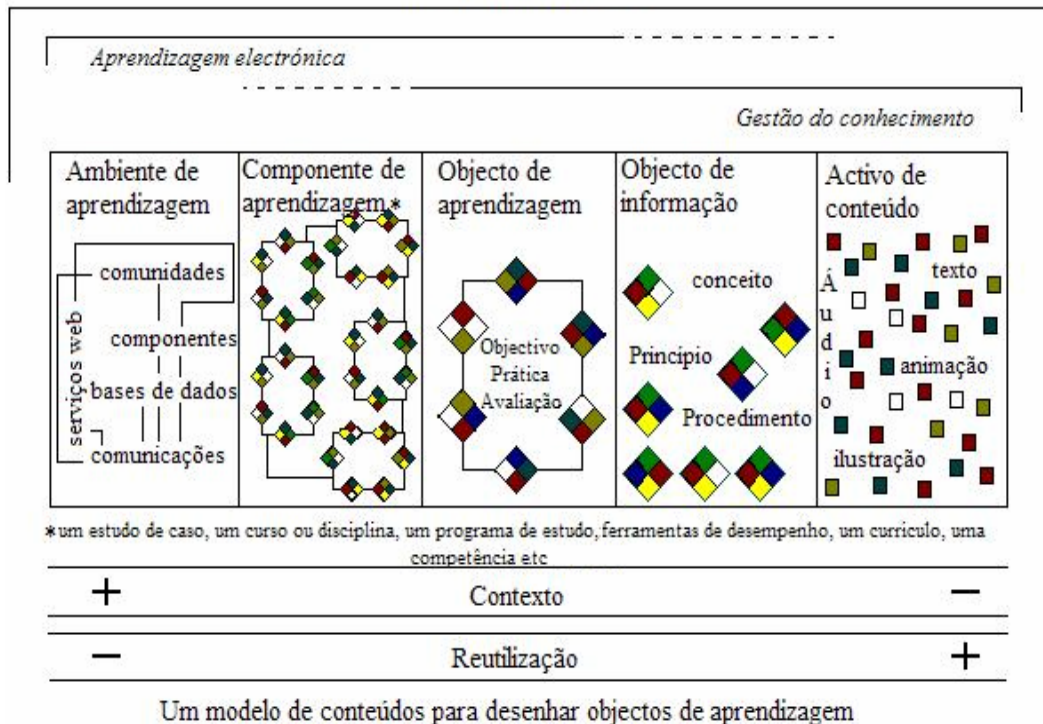 Aprendizagem electrónica
Gestão do conhecimento
Ambiente de
aprendizagem
comunidades
componentes
bases de dados
comunicações
serviços web
Componente de
aprendizagem*
Objecto de
aprendizagem
Objectivo
Prática
Avaliação
Objecto de
informação
conceito
Princípio
Procedimento
Activo de
conteúdo
Áudio
texto
animação
ilustração
*um estudo de caso, um curso ou disciplina, um programa de estudo, ferramentas de desempenho, um currículo, uma
competência etc
+ Contexto −
− Reutilização +
Um modelo de conteúdos para desenhar objectos de aprendizagem